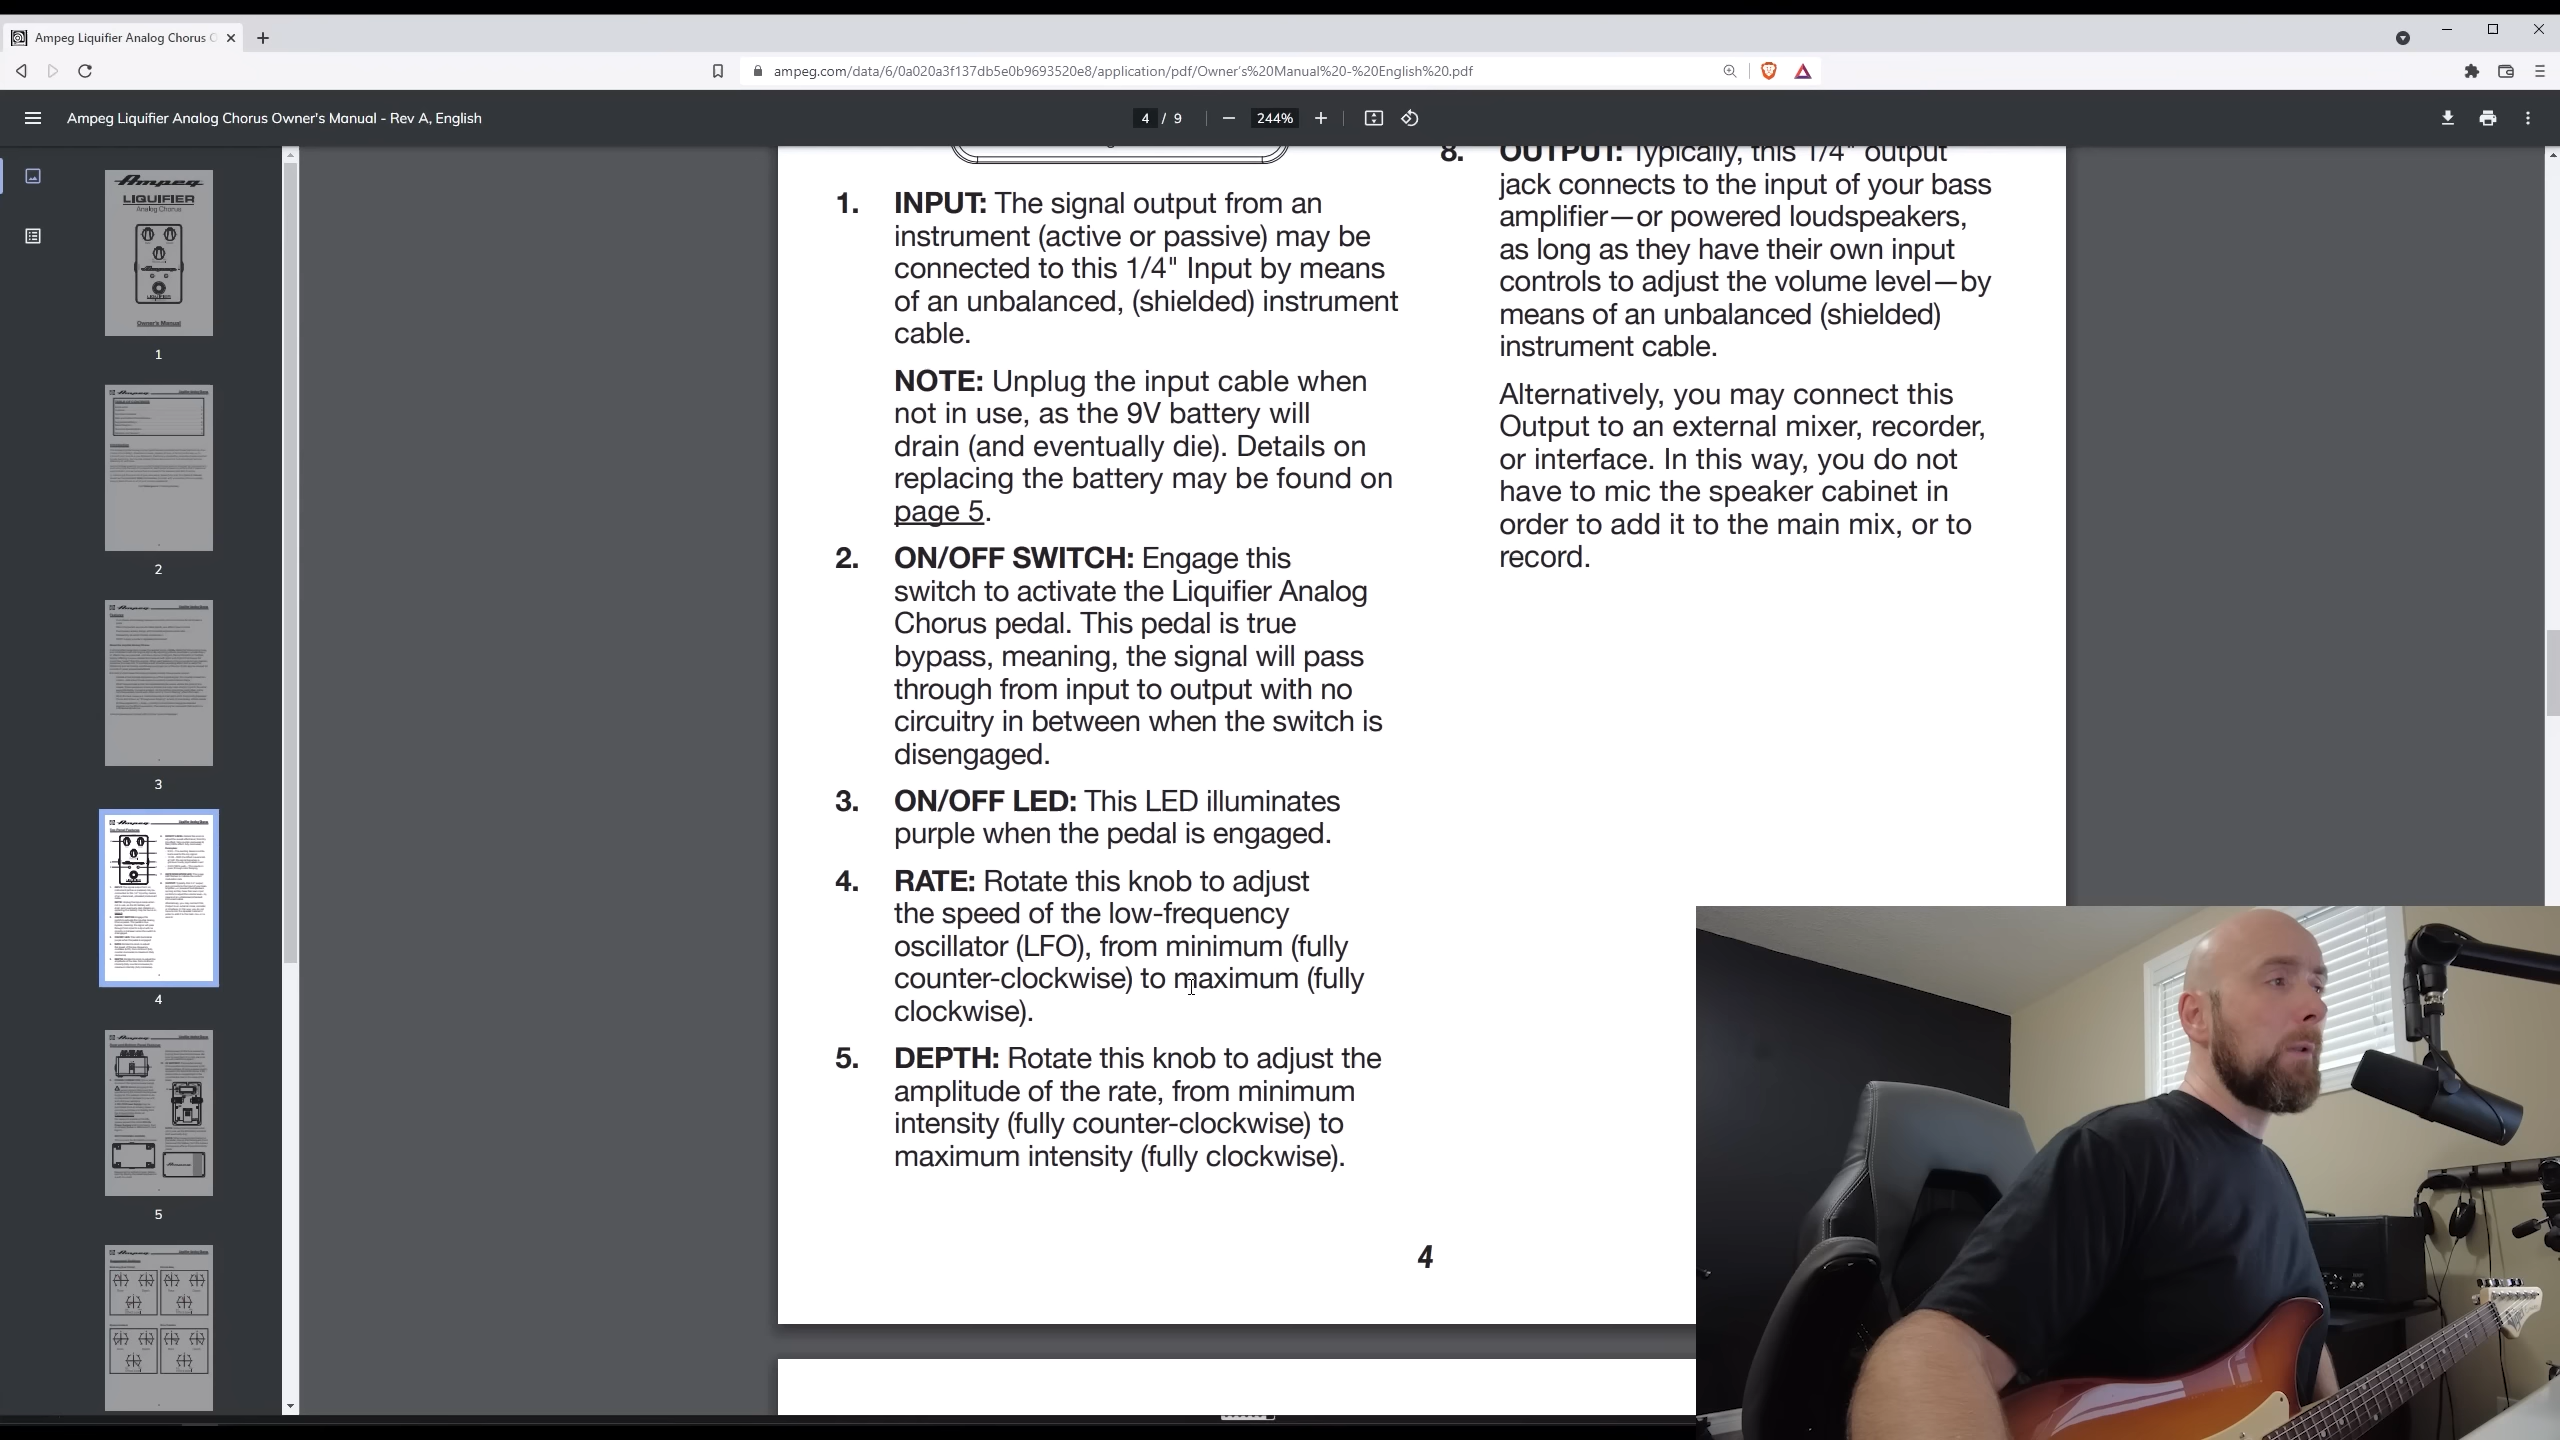 Ampeg Liquifier Analog Chorus O
ampeg.com/data/6/0a020a3f137db5e0b9693520e8/application/pdf/Owner's%20Manual%20-%20English%20.pdf
Ampeg Liquifier Analog Chorus Owner's Manual - Rev A, English
4 / 9
244%
Ampeg
LIQUIFIER
Analog Chorus
Owner's Manual
1
2
3
4
5
1. INPUT: The signal output from an
instrument (active or passive) may be
connected to this 1/4" Input by means
of an unbalanced, (shielded) instrument
cable.
NOTE: Unplug the input cable when
not in use, as the 9V battery will
drain (and eventually die). Details on
replacing the battery may be found on
page 5.
2. ON/OFF SWITCH: Engage this
switch to activate the Liquifier Analog
Chorus pedal. This pedal is true
bypass, meaning, the signal will pass
through from input to output with no
circuitry in between when the switch is
disengaged.
3. ON/OFF LED: This LED illuminates
purple when the pedal is engaged.
4. RATE: Rotate this knob to adjust
the speed of the low-frequency
oscillator (LFO), from minimum (fully
counter-clockwise) to maximum (fully
clockwise).
5. DEPTH: Rotate this knob to adjust the
amplitude of the rate, from minimum
intensity (fully counter-clockwise) to
maximum intensity (fully clockwise).
8. OUTPUT: Typically, this 1/4" output
jack connects to the input of your bass
amplifier—or powered loudspeakers,
as long as they have their own input
controls to adjust the volume level—by
means of an unbalanced (shielded)
instrument cable.
Alternatively, you may connect this
Output to an external mixer, recorder,
or interface. In this way, you do not
have to mic the speaker cabinet in
order to add it to the main mix, or to
record.
4